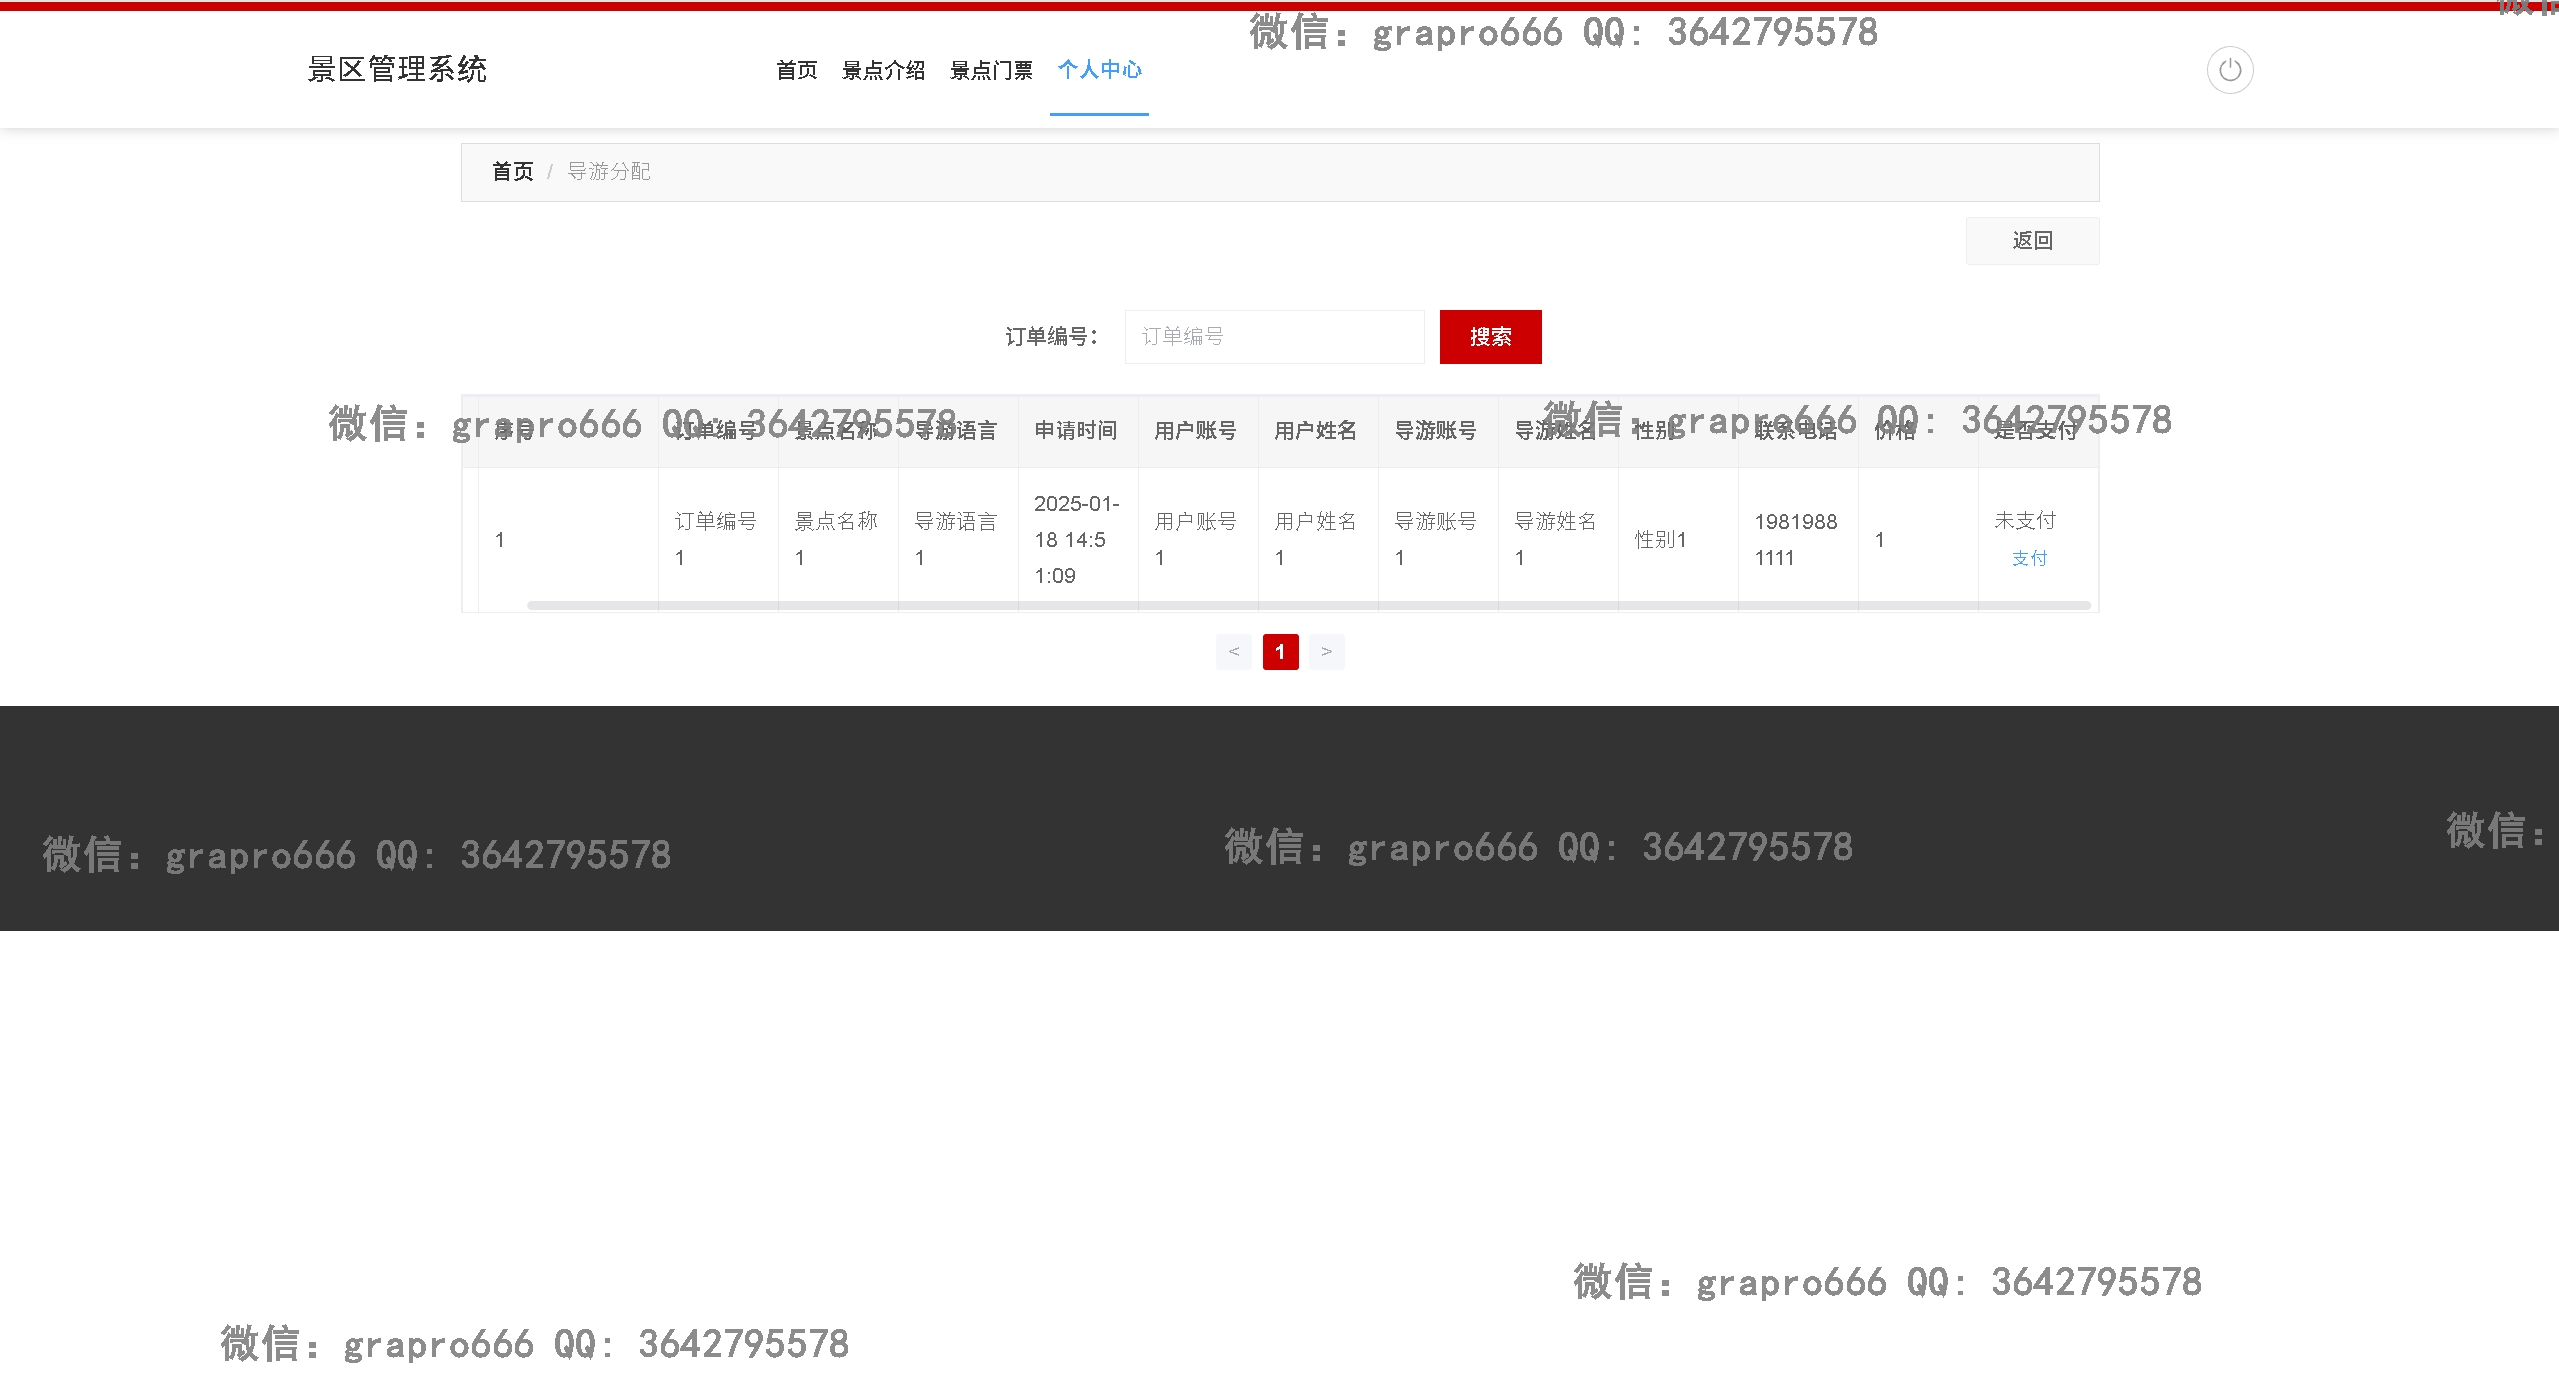 微信: grapro666 QQ: 3642795578
景区管理系统
首页 景点介绍 景点门票 个人中心
首页 / 导游分配
返回
订单编号: 订单编号 搜索
微信: grapro666 QQ: 3642795578 微信: grapro666 QQ: 3642795578
序号 订单编号 景点名称 导游语言 申请时间 用户账号 用户姓名 导游账号 导游姓名 性别 联系电话 价格 是否支付
1 订单编号1 景点名称1 导游语言1 2025-01-18 14:51:09 用户账号1 用户姓名1 导游账号1 导游姓名1 性别1 19819881111 1 未支付 支付
< 1 >
微信: grapro666 QQ: 3642795578 微信: grapro666 QQ: 3642795578 微信:
微信: grapro666 QQ: 3642795578
微信: grapro666 QQ: 3642795578